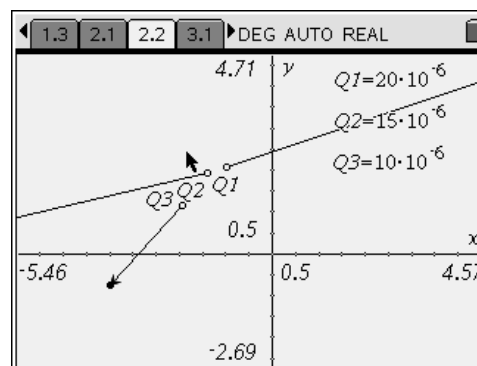 1.3 2.1 2.2 3.1 DEG AUTO REAL
4.71 y
Q1=20·10⁻⁶
Q2=15·10⁻⁶
Q3=10·10⁻⁶
Q3 Q2 Q1
0.5
x
-5.46 0.5 4.57
-2.69